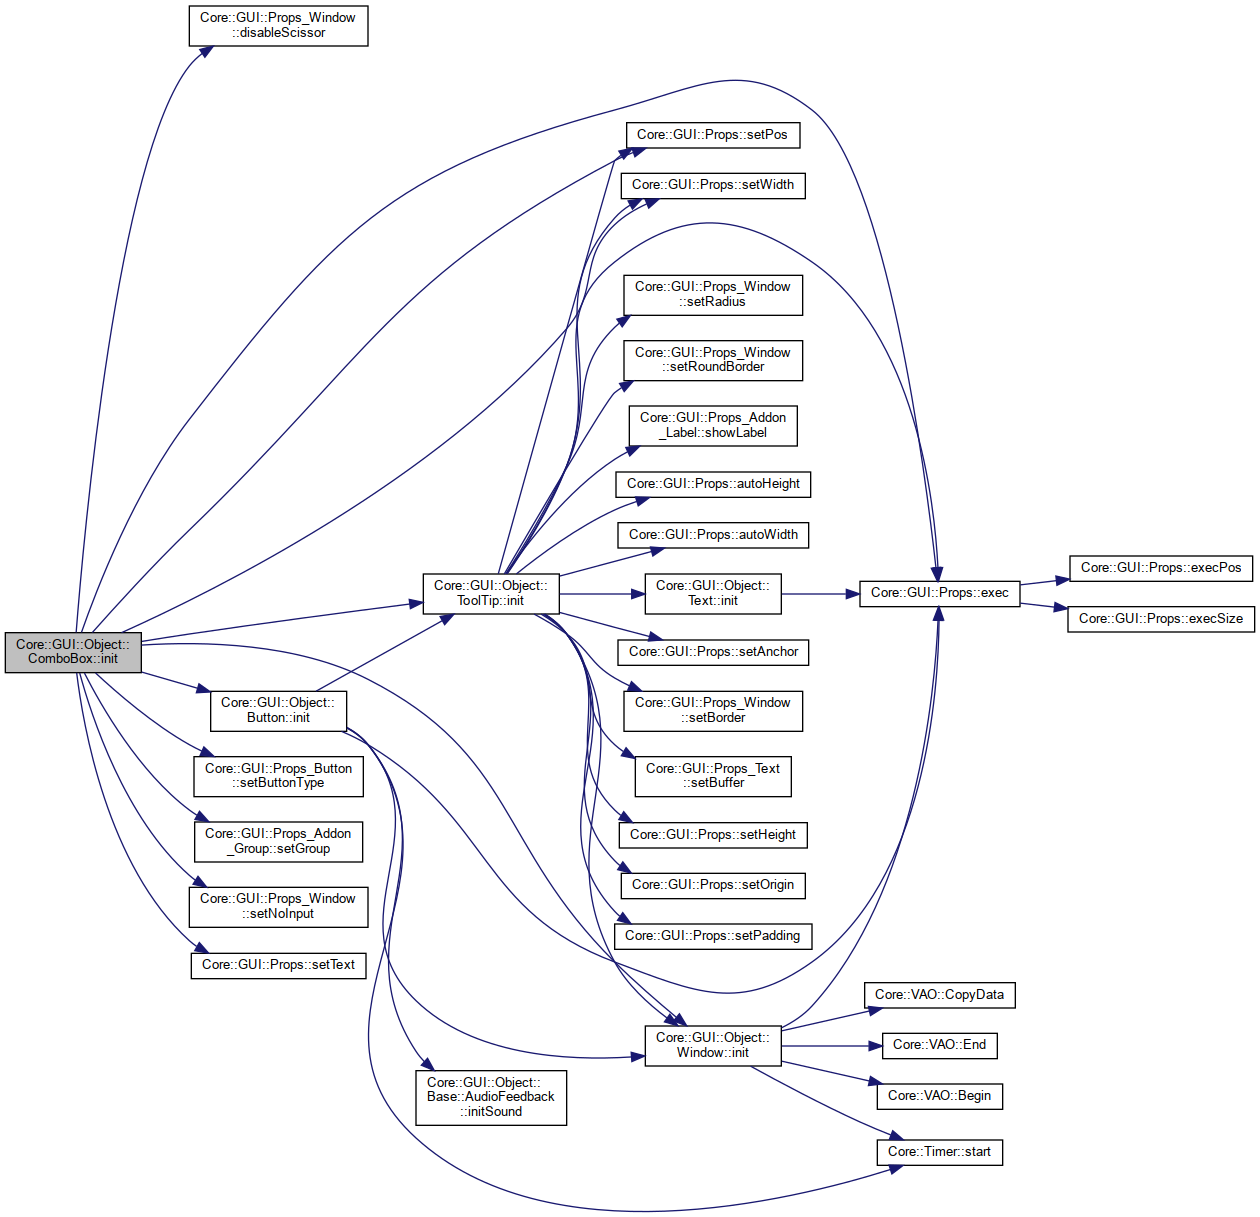 Core::GUI::Props_Window
::disableScissor
Core::GUI::Props::setPos
Core::GUI::Props::setWidth
Core::GUI::Props_Window
::setRadius
Core::GUI::Props_Window
::setRoundBorder
Core::GUI::Props_Addon
_Label::showLabel
Core::GUI::Props::autoHeight
Core::GUI::Props::autoWidth
Core::GUI::Object::
ToolTip::init
Core::GUI::Object::
Text::init
Core::GUI::Props::exec
Core::GUI::Props::execPos
Core::GUI::Props::execSize
Core::GUI::Object::
ComboBox::init
Core::GUI::Props::setAnchor
Core::GUI::Object::
Button::init
Core::GUI::Props_Window
::setBorder
Core::GUI::Props_Button
::setButtonType
Core::GUI::Props_Text
::setBuffer
Core::GUI::Props_Addon
_Group::setGroup
Core::GUI::Props::setHeight
Core::GUI::Props_Window
::setNoInput
Core::GUI::Props::setOrigin
Core::GUI::Props::setText
Core::GUI::Props::setPadding
Core::VAO::CopyData
Core::GUI::Object::
Window::init
Core::VAO::End
Core::GUI::Object::
Base::AudioFeedback
::initSound
Core::VAO::Begin
Core::Timer::start